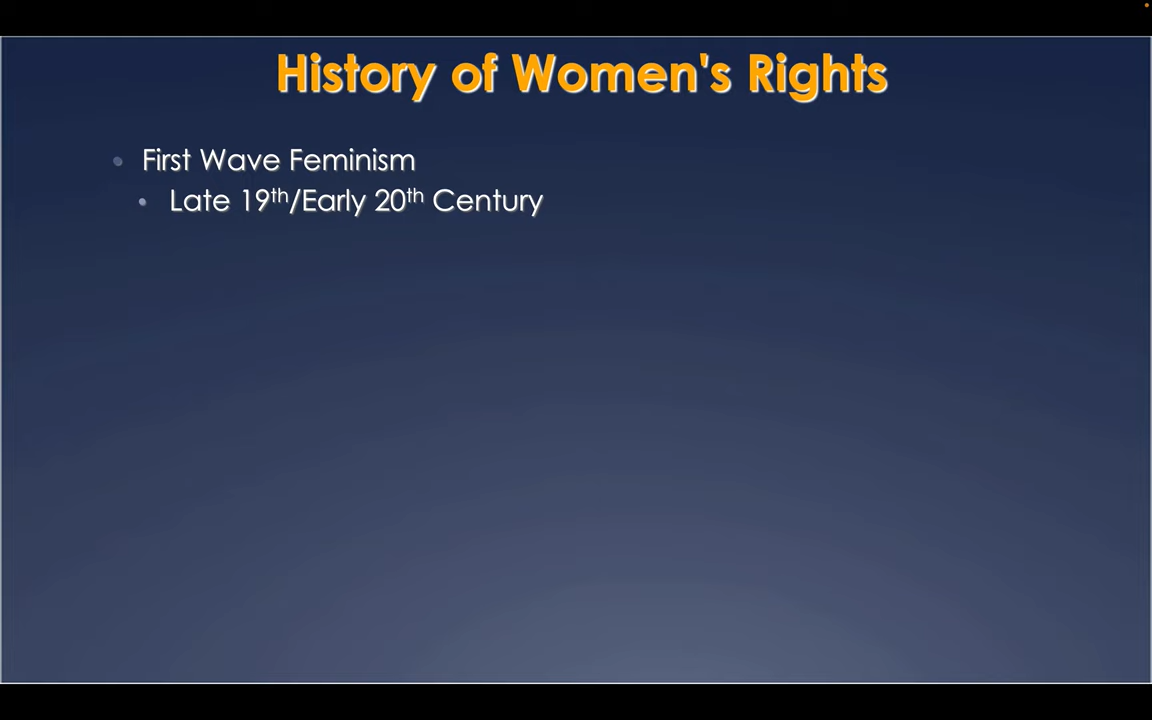 History of Women's Rights
• First Wave Feminism
• Late 19th/Early 20th Century